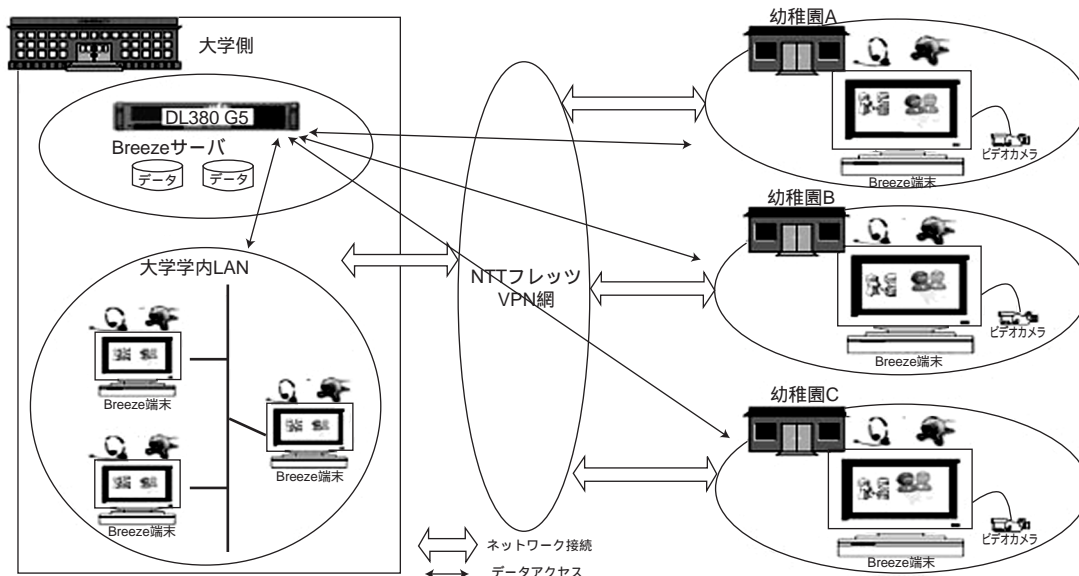 大学側
DL380 G5
Breezeサーバ
データ
データ
大学学内LAN
Breeze端末
Breeze端末
Breeze端末
NTTフレッツ
VPN網
幼稚園A
ビデオカメラ
Breeze端末
幼稚園B
ビデオカメラ
Breeze端末
幼稚園C
ビデオカメラ
Breeze端末
ネットワーク接続
データアクセス